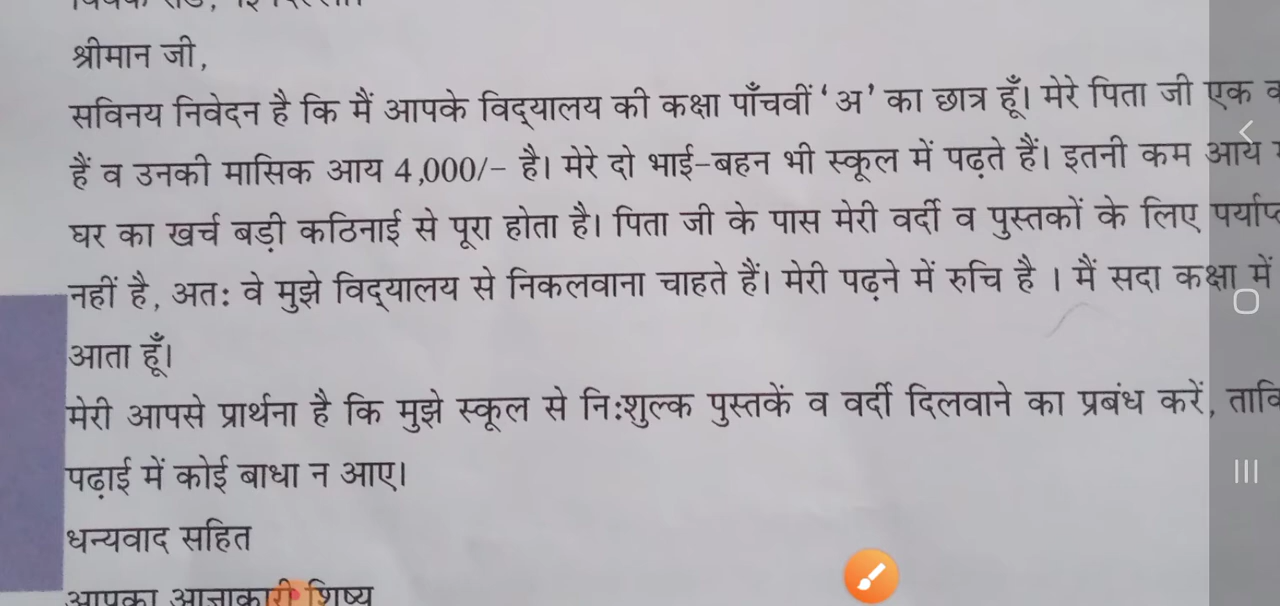 श्रीमान जी,
सविनय निवेदन है कि मैं आपके विद्‌यालय की कक्षा पाँचवीं ‘अ’ का छात्र हूँ। मेरे पिता जी एक
हैं व उनकी मासिक आय 4,000/- है। मेरे दो भाई-बहन भी स्कूल में पढ़ते हैं। इतनी कम आय
घर का खर्च बड़ी कठिनाई से पूरा होता है। पिता जी के पास मेरी वर्दी व पुस्तकों के लिए
नहीं है, अतः वे मुझे विद्‌यालय से निकलवाना चाहते हैं। मेरी पढ़ने में रुचि है । मैं सदा कक्षा में
आता हूँ।
मेरी आपसे प्रार्थना है कि मुझे स्कूल से निःशुल्क पुस्तकें व वर्दी दिलवाने का प्रबंध करें,
पढ़ाई में कोई बाधा न आए।
धन्यवाद सहित
आपका आज्ञाकारी शिष्य